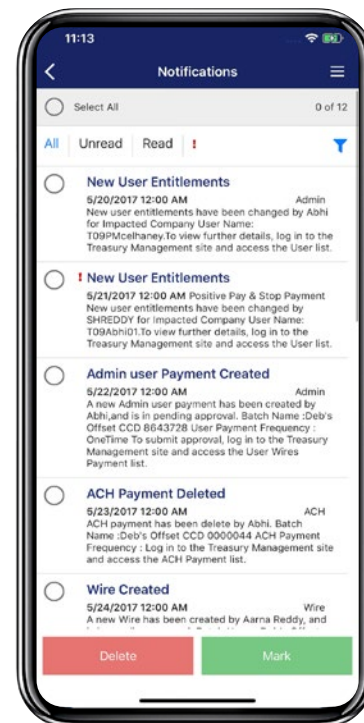 11:13
Notifications
Select All 0 of 12
All Unread Read !
New User Entitlements
5/20/2017 12:00 AM Admin
New user entitlements have been changed by Abhi
for Impacted Company User Name:
T09PMcelhaney.To view further details, log in to the
Treasury Management site and access the User list.
! New User Entitlements
5/21/2017 12:00 AM Positive Pay & Stop Payment
New user entitlements have been changed by
SHREDDY for Impacted Company User Name:
T09Abhi01.To view further details, log in to the
Treasury Management site and access the User list.
Admin user Payment Created
5/22/2017 12:00 AM Admin
A new Admin user payment has been created by
Abhi,and is in pending approval. Batch Name :Deb's
Offset CCD 8643728 User Payment Frequency :
OneTime To submit approval, log in to the Treasury
Management site and access the User Wires
Payment list.
ACH Payment Deleted
5/23/2017 12:00 AM ACH
ACH payment has been delete by Abhi. Batch
Name :Deb's Offset CCD 0000044 ACH Payment
Frequency : Log in to the Treasury Management site
and access the ACH Payment list.
Wire Created
5/24/2017 12:00 AM Wire
A new Wire has been created by Aarna Reddy, and
Delete Mark